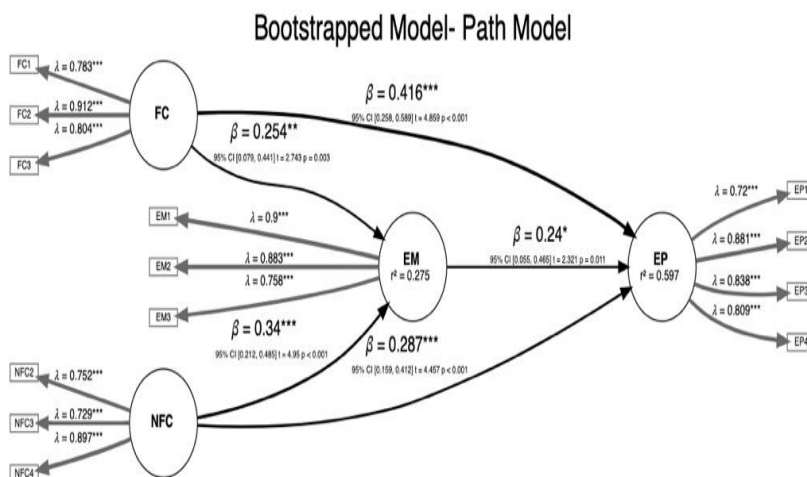 Bootstrapped Model- Path Model
FC1
λ = 0.783***
FC2
λ = 0.912***
λ = 0.804***
FC3
FC
β = 0.416***
95% CI [0.258, 0.589] t = 4.859 p < 0.001
β = 0.254**
95% CI [0.079, 0.441] t = 2.743 p = 0.003
EM1
λ = 0.9***
EM2
λ = 0.883***
λ = 0.758***
EM3
EM
r² = 0.275
β = 0.24*
95% CI [0.055, 0.465] t = 2.321 p = 0.011
EP
r² = 0.597
λ = 0.72***
EP1
λ = 0.881***
EP2
λ = 0.838***
EP3
λ = 0.809***
EP4
β = 0.34***
95% CI [0.212, 0.485] t = 4.95 p < 0.001
β = 0.287***
95% CI [0.159, 0.412] t = 4.457 p < 0.001
NFC2
λ = 0.752***
NFC3
λ = 0.729***
λ = 0.897***
NFC4
NFC